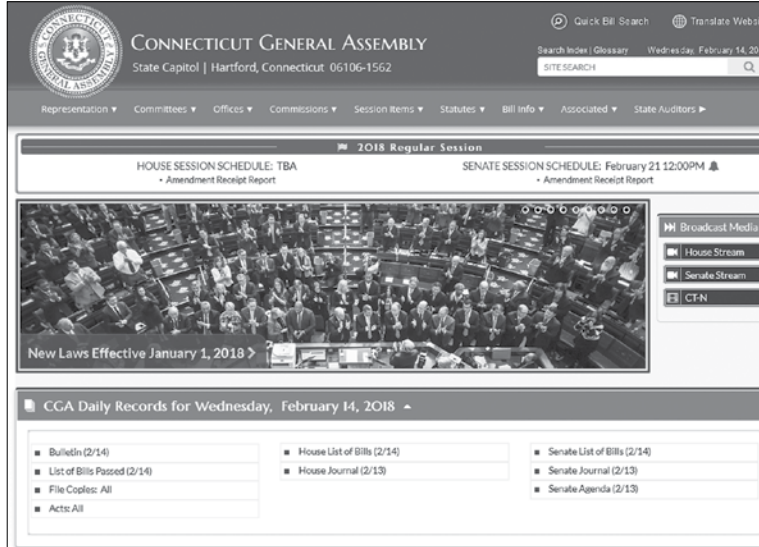 CONNECTICUT
GENERAL ASSEMBLY
CONNECTICUT GENERAL ASSEMBLY
State Capitol | Hartford, Connecticut 06106-1562
Quick Bill Search
Translate Websi
Search Index | Glossary Wednesday, February 14, 20
SITE SEARCH
Representation ▼ Committees ▼ Offices ▼ Commissions ▼ Session Items ▼ Statutes ▼ Bill Info ▼ Associated ▼ State Auditors ►
2018 Regular Session
HOUSE SESSION SCHEDULE: TBA
• Amendment Receipt Report
SENATE SESSION SCHEDULE: February 21 12:00PM
• Amendment Receipt Report
New Laws Effective January 1, 2018
Broadcast Media
House Stream
Senate Stream
CT-N
CGA Daily Records for Wednesday, February 14, 2018
Bulletin (2/14)
List of Bills Passed (2/14)
File Copies: All
Acts: All
House List of Bills (2/14)
House Journal (2/13)
Senate List of Bills (2/14)
Senate Journal (2/13)
Senate Agenda (2/13)